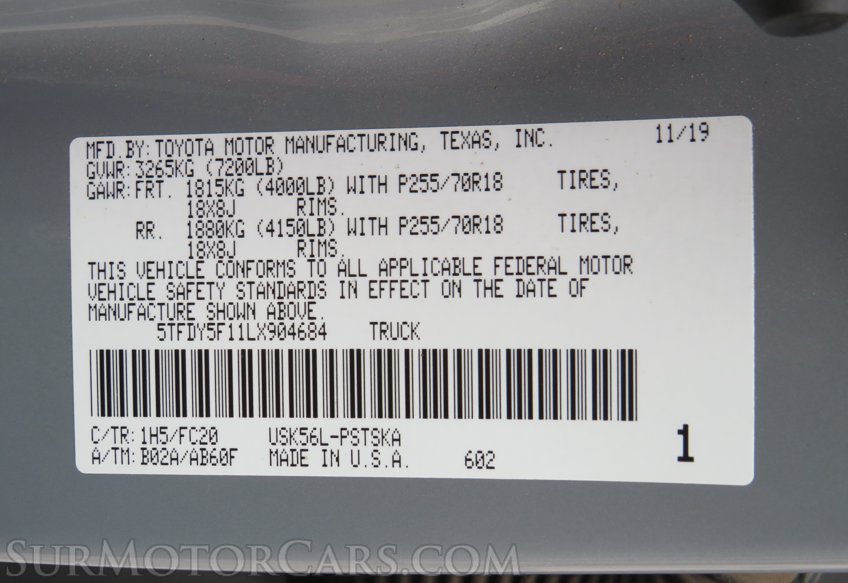 MFD.BY: TOYOTA MOTOR MANUFACTURING, TEXAS, INC. 11/19
GVWR: 3265KG (7200LB)
GAWR: FRT. 1815KG (4000LB) WITH P255/70R18 TIRES,
18X8J RIMS.
RR. 1880KG (4150LB) WITH P255/70R18 TIRES,
18X8J RIMS.
THIS VEHICLE CONFORMS TO ALL APPLICABLE FEDERAL MOTOR
VEHICLE SAFETY STANDARDS IN EFFECT ON THE DATE OF
MANUFACTURE SHOWN ABOVE.
5TFDY5F11LX904684 TRUCK
C/TR: 1H5/FC20 USK56L-PSTSKA
A/TM: B02A/AB60F MADE IN U.S.A. 602 1
SurMotorCars.com